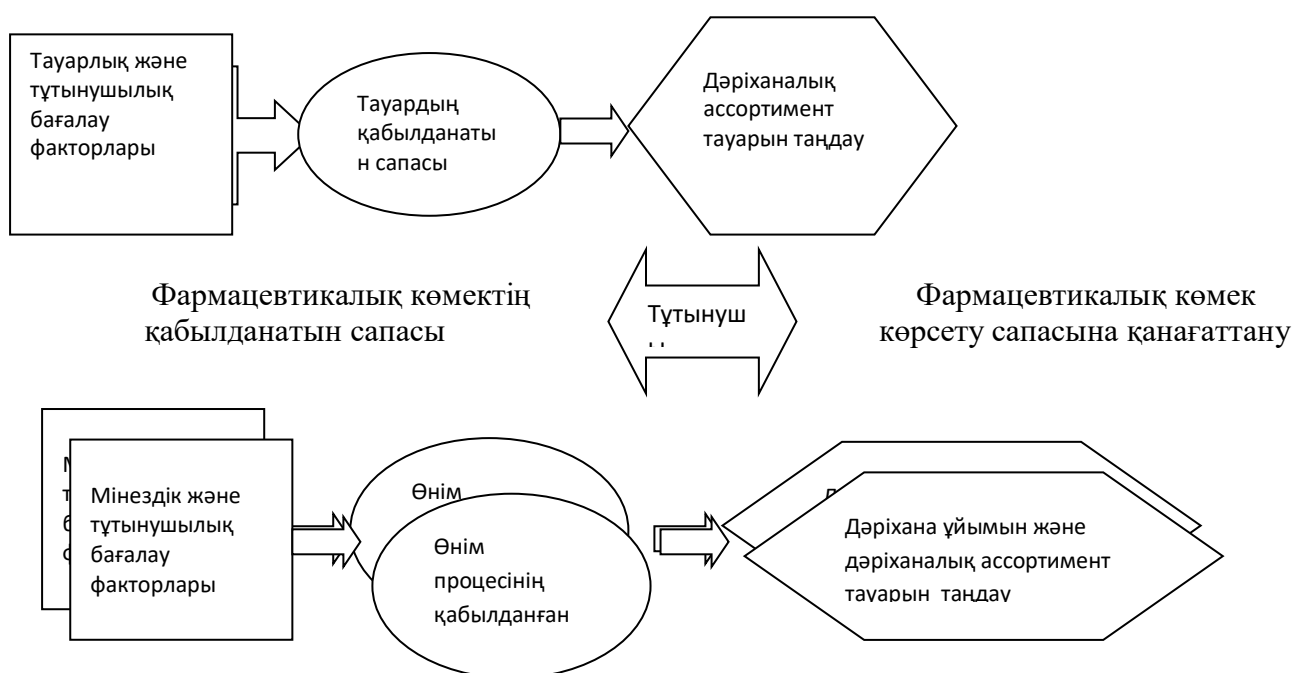 Тауарлық және
тұтынушылық
бағалау
факторлары
Тауардың
қабылданаты
н сапасы
Дәріханалық
ассортимент
тауарын таңдау
Фармацевтикалық көмектің
қабылданатын сапасы
Тұтынуш
Фармацевтикалық көмек
көрсету сапасына қанағаттану
Мінездік және
тұтынушылық
бағалау
факторлары
Өнім
Өнім
процесінің
қабылданған
Дәріхана ұйымын және
дәріханалық ассортимент
тауарын таңдау